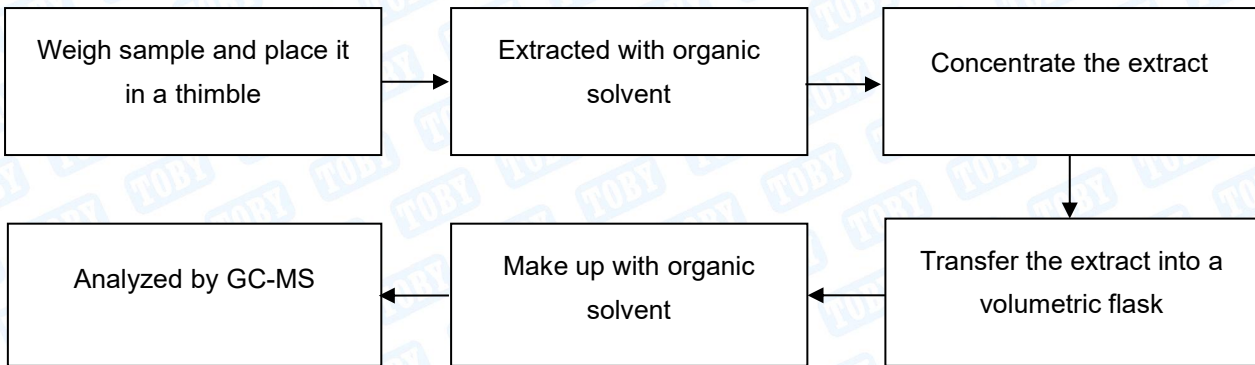 Weigh sample and place it
in a thimble
Extracted with organic
solvent
Concentrate the extract
Transfer the extract into a
volumetric flask
Make up with organic
solvent
Analyzed by GC-MS
TOBY